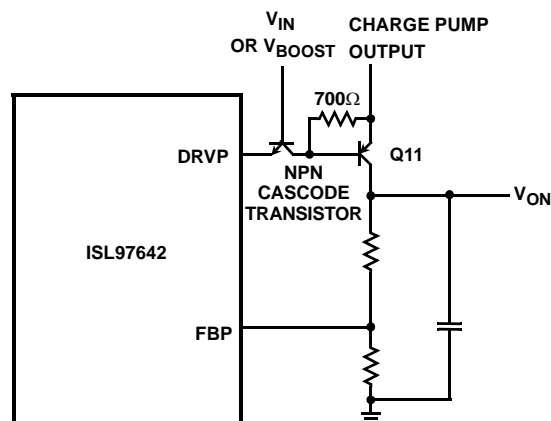 V_IN
OR V_BOOST
CHARGE PUMP
OUTPUT
700Ω
DRVP
Q11
NPN
CASCODE
TRANSISTOR
V_ON
ISL97642
FBP